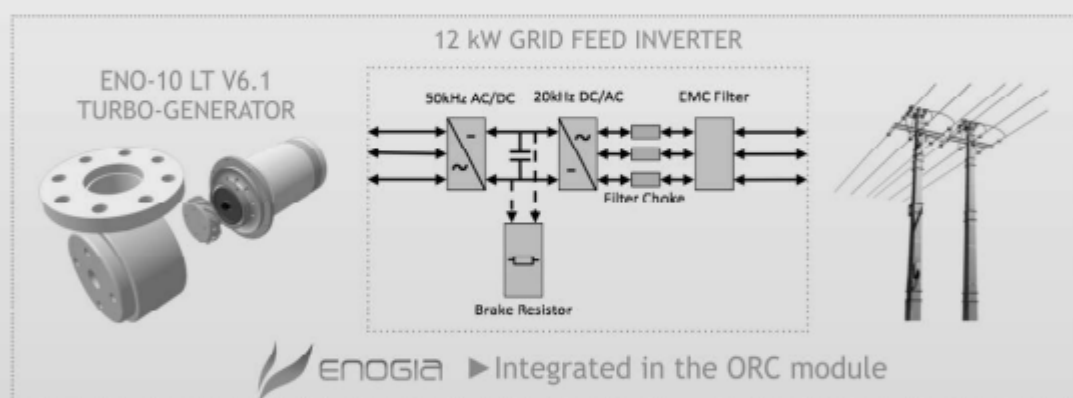 12 kW GRID FEED INVERTER
ENO-10 LT V6.1
TURBO-GENERATOR
50kHz AC/DC
20kHz DC/AC
EMC Filter
Filter Choke
Brake Resistor
ENOGIA ►Integrated in the ORC module